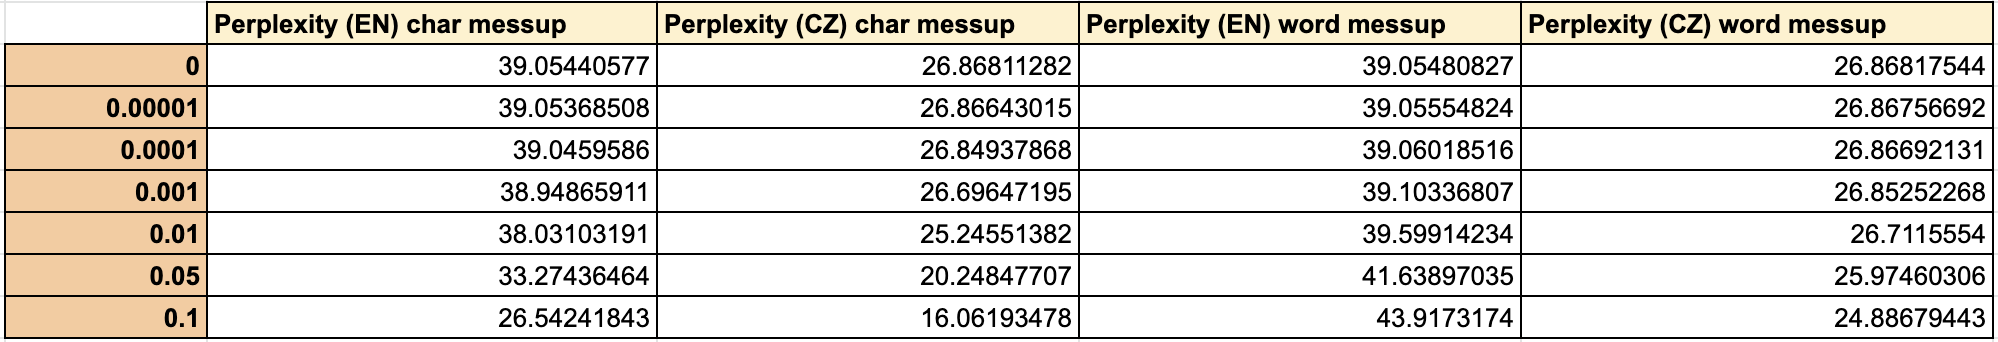 Perplexity (EN) char messup Perplexity (CZ) char messup Perplexity (EN) word messup Perplexity (CZ) word messup
0 39.05440577 26.86811282 39.05480827 26.86817544
0.00001 39.05368508 26.86643015 39.05554824 26.86756692
0.0001 39.0459586 26.84937868 39.06018516 26.86692131
0.001 38.94865911 26.69647195 39.10336807 26.85252268
0.01 38.03103191 25.24551382 39.59914234 26.7115554
0.05 33.27436464 20.24847707 41.63897035 25.97460306
0.1 26.54241843 16.06193478 43.9173174 24.88679443